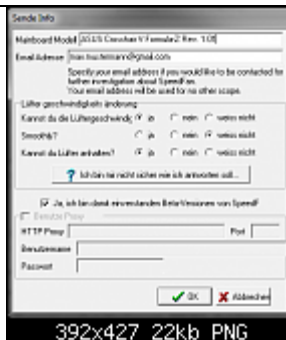 Sende Info
Mainboard Modell ASUS Crosshair V Formula-Z Rev. 1.01
Email Adresse max.mustermann@gmail.com
Specify your email address if you would like to be contacted for
further investigation about SpeedFan.
Your email address will be used for no other scope.
Lüfter geschwindigkeits änderung
Kannst du die Lüftergeschwindig ja nein weiss nicht
Smooth? ja nein weiss nicht
Kannst du Lüfter anhalten? ja nein weiss nicht
? Ich bin mir nicht sicher wie ich antworten soll...
Ja, ich bin damit einverstanden Beta-Versionen von SpeedF
Benutze Proxy
HTTP Proxy Port
Benutzername
Passwort
OK Abbrechen
392x427 22kb PNG